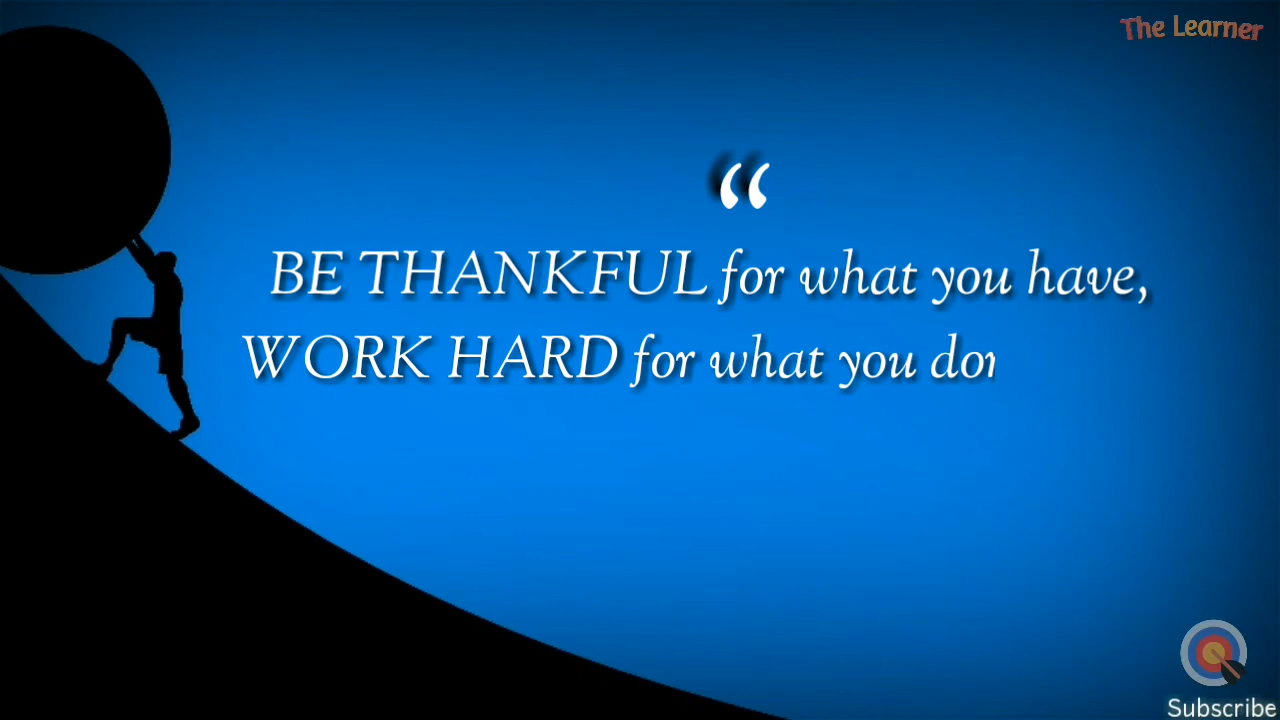 The Learner
“
BE THANKFUL for what you have,
WORK HARD for what you
Subscribe